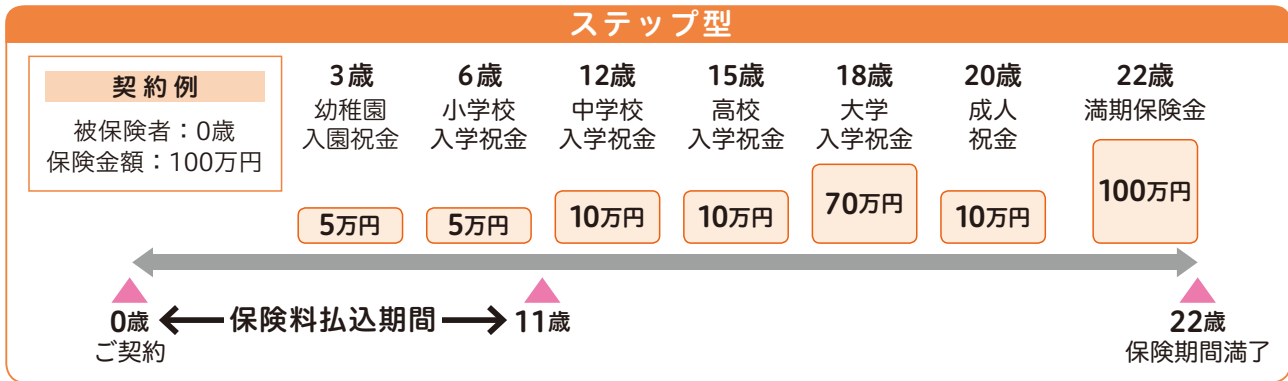 ステップ型
契約例
被保険者：0歳
保険金額：100万円
3歳
幼稚園
入園祝金
5万円
6歳
小学校
入学祝金
5万円
12歳
中学校
入学祝金
10万円
15歳
高校
入学祝金
10万円
18歳
大学
入学祝金
70万円
20歳
成人
祝金
10万円
22歳
満期保険金
100万円
0歳
ご契約
保険料払込期間
11歳
22歳
保険期間満了